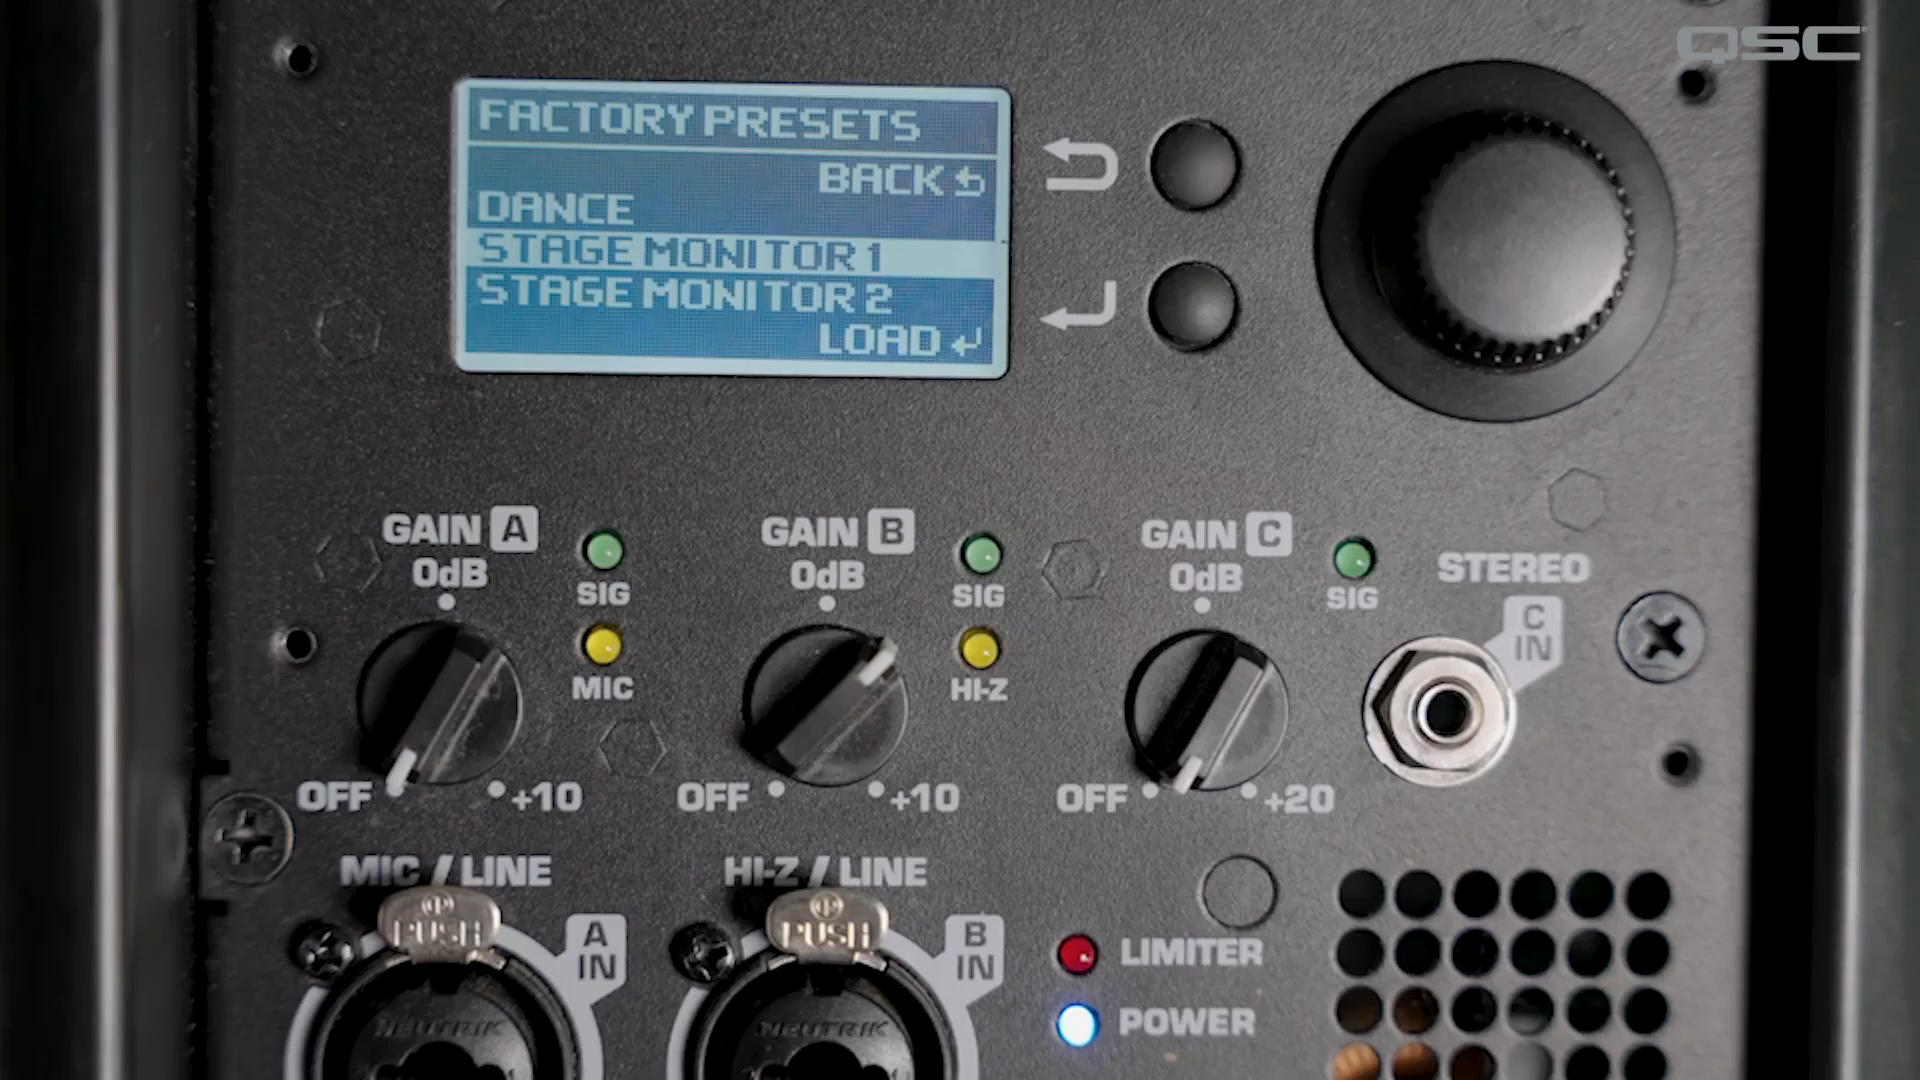 QSC
FACTORY PRESETS
BACK
DANCE
STAGE MONITOR 1
STAGE MONITOR 2
LOAD
GAIN A
0dB
SIG
MIC
OFF
+10
GAIN B
0dB
SIG
HI-Z
OFF
+10
GAIN C
0dB
SIG
OFF
+20
STEREO
C
IN
MIC / LINE
PUSH
A
IN
NEUTRIK
HI-Z / LINE
PUSH
B
IN
NEUTRIK
LIMITER
POWER